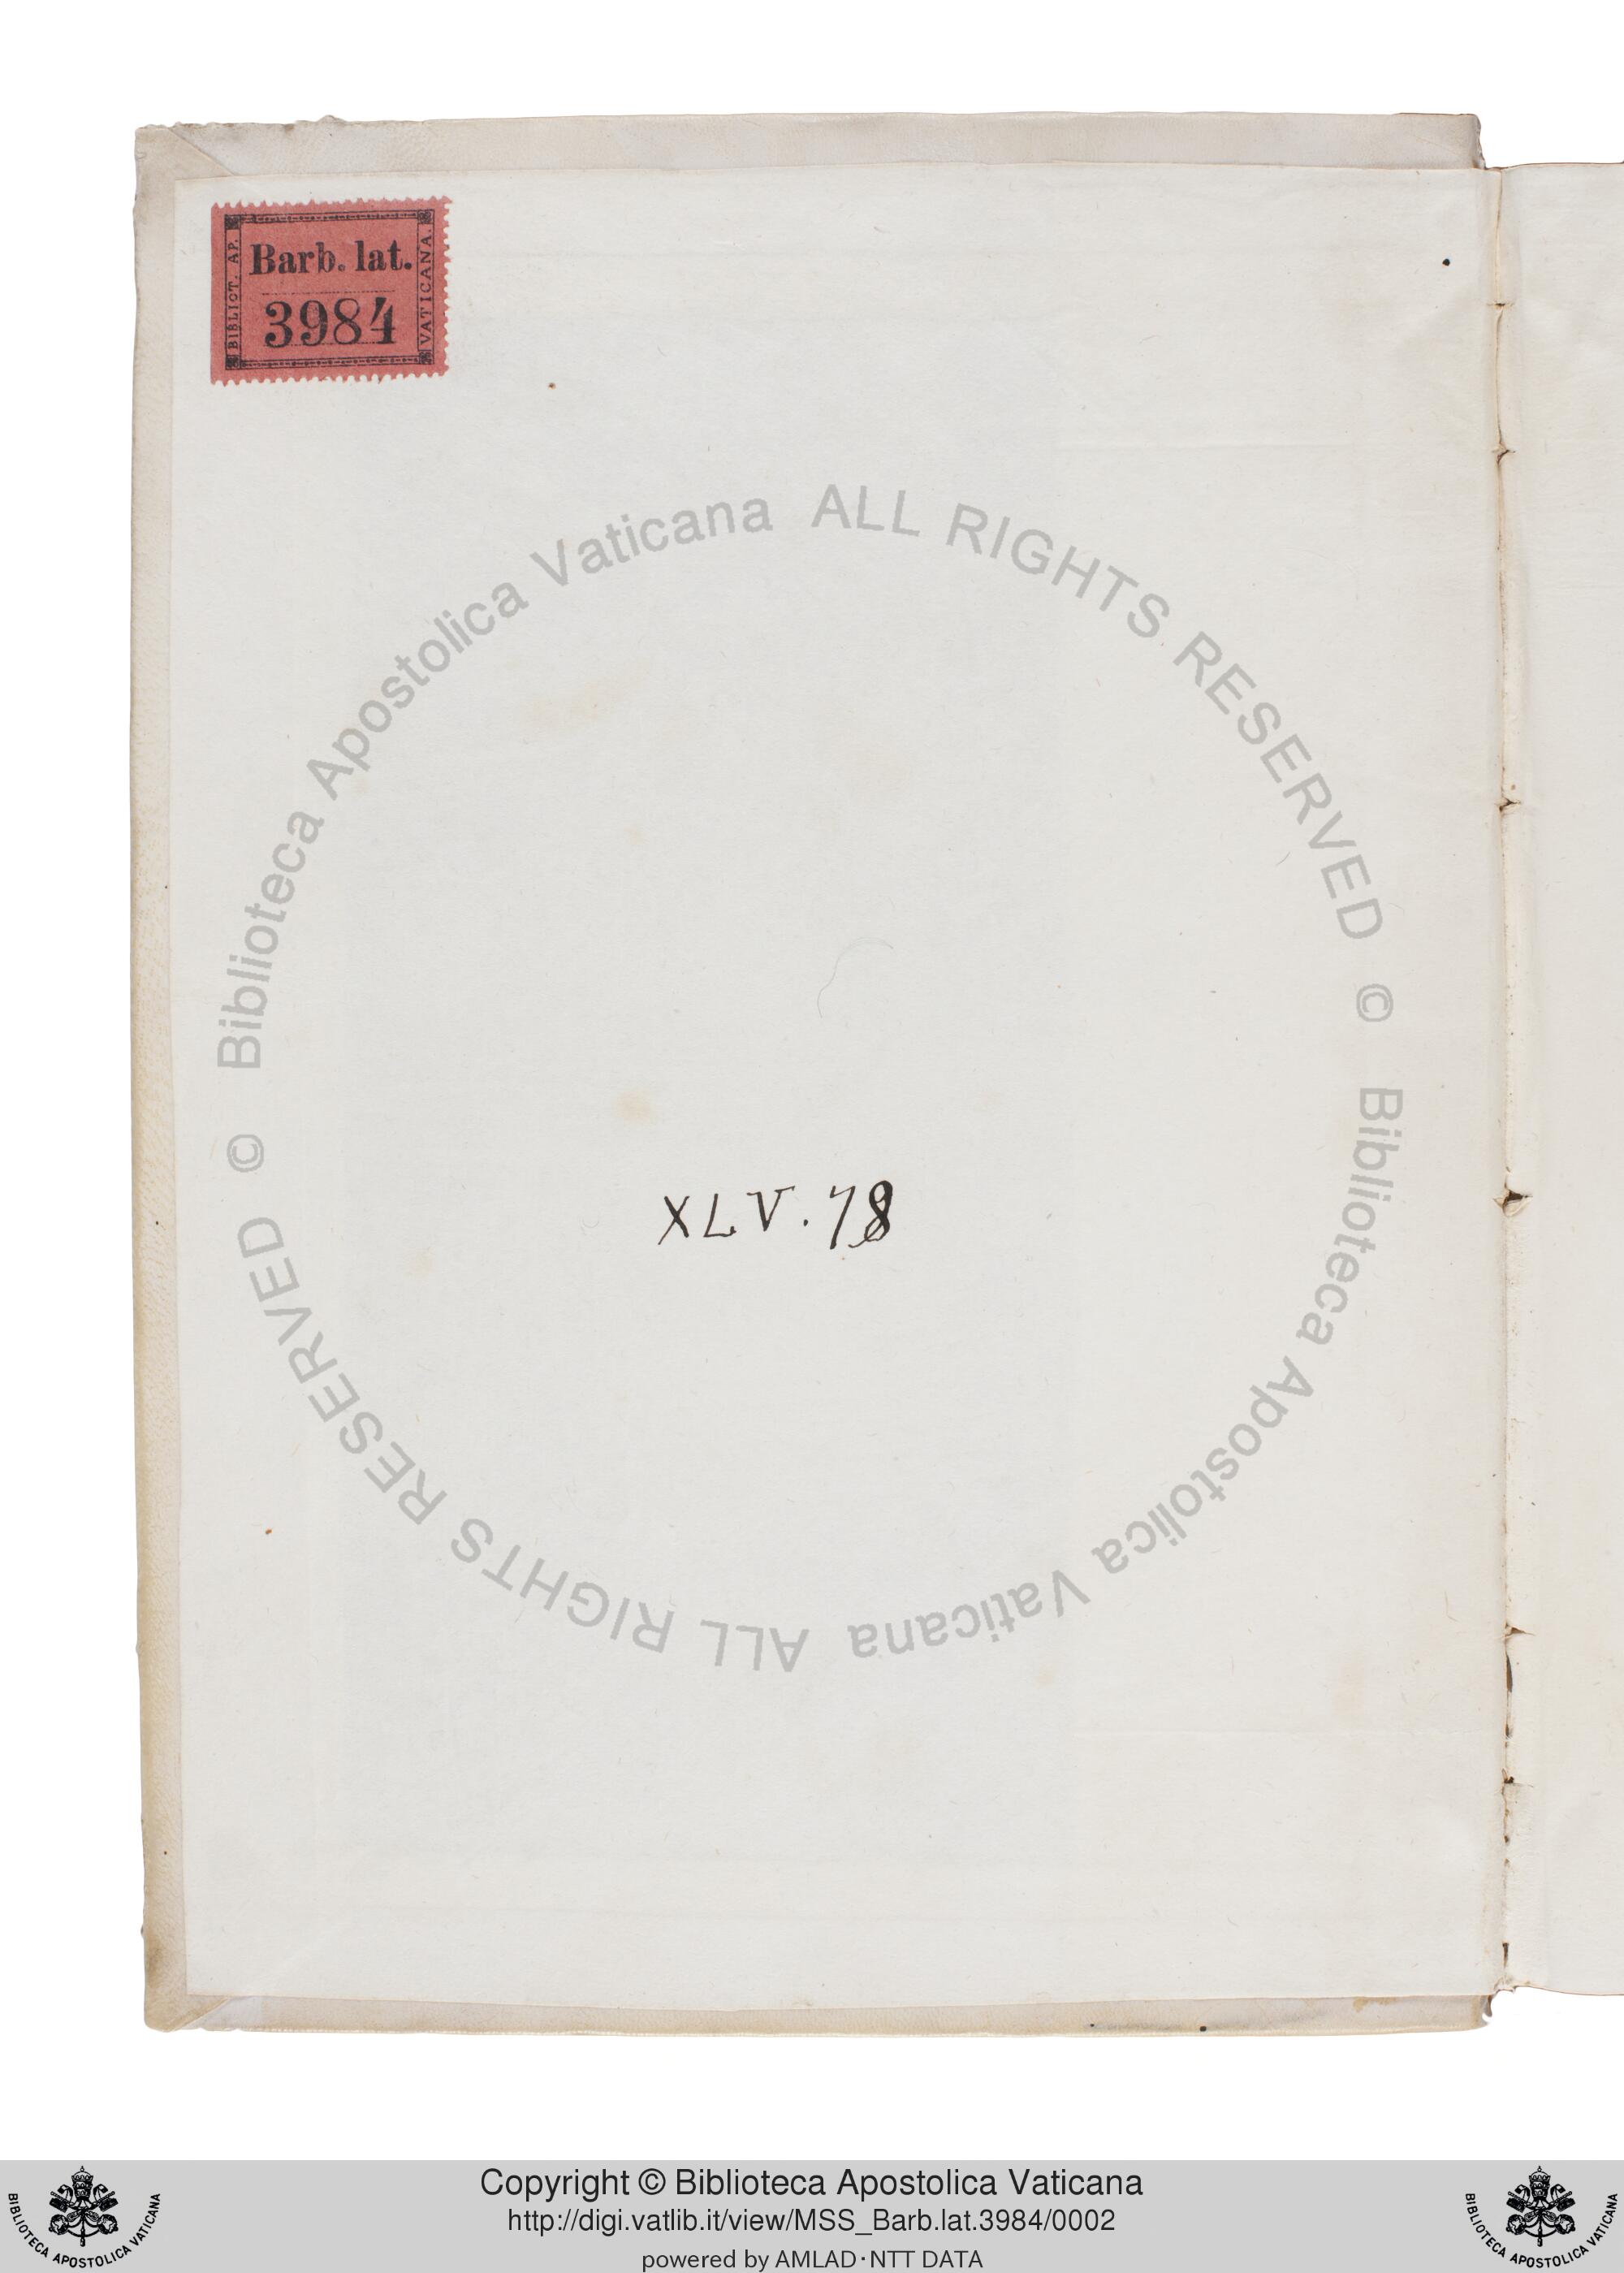 BIBLIOT. AP.
Barb. lat.
3984
VATICANA.
© Biblioteca Apostolica Vaticana ALL RIGHTS RESERVED
© Biblioteca Apostolica Vaticana ALL RIGHTS RESERVED
XLV. 78
Copyright © Biblioteca Apostolica Vaticana
http://digi.vatlib.it/view/MSS_Barb.lat.3984/0002
powered by AMLAD·NTT DATA
BIBLIOTECA APOSTOLICA VATICANA
BIBLIOTECA APOSTOLICA VATICANA